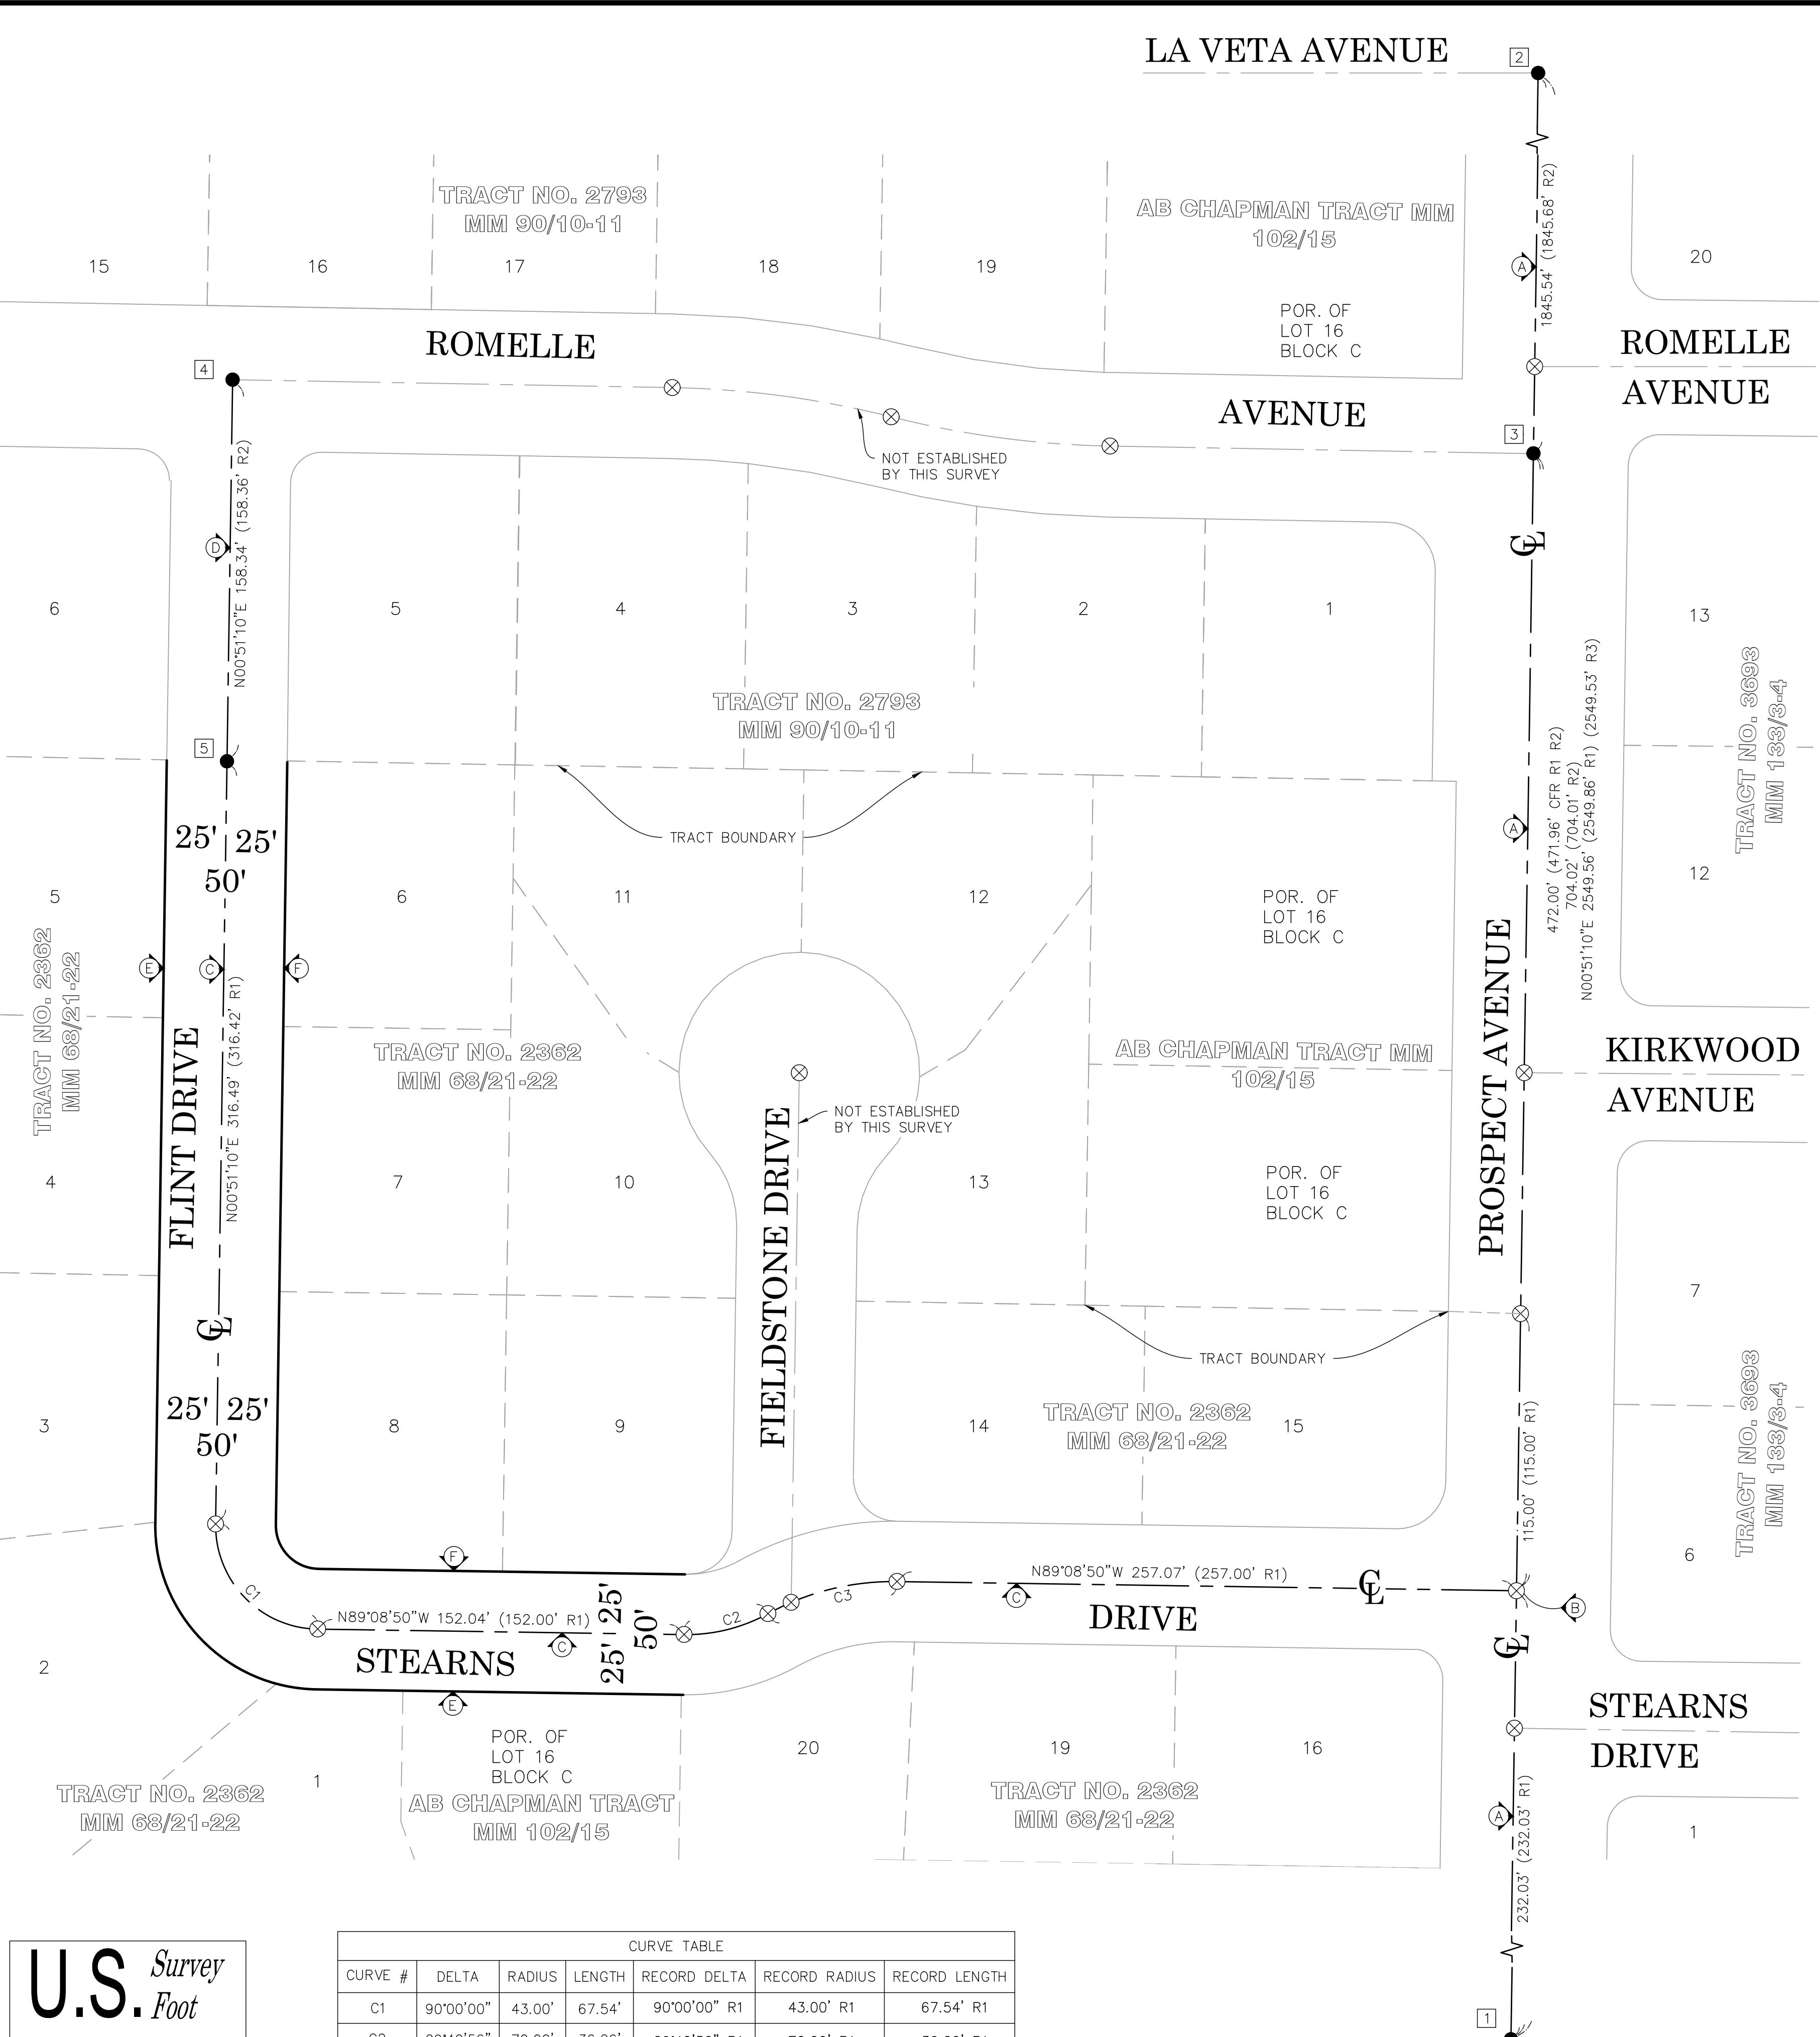 LA VETA AVENUE
2
TRACT NO. 2793
MM 90/10-11
AB CHAPMAN TRACT MM
102/15
1845.54' (1845.68' R2)
A
15
16
17
18
19
20
POR. OF
LOT 16
BLOCK C
ROMELLE
AVENUE
ROMELLE
AVENUE
4
3
NOT ESTABLISHED
BY THIS SURVEY
N00°51'10"E 158.34' (158.36' R2)
D
℄
6
5
4
3
2
1
13
TRACT NO. 2793
MM 90/10-11
TRACT NO. 3693
MM 133/3-4
472.00' (471.96' CFR R1 R2)
704.02' (704.01' R2)
N00°51'10"E 2549.56' (2549.86' R1) (2549.53' R3)
5
A
25' 25'
50'
TRACT BOUNDARY
5
6
11
12
POR. OF
LOT 16
BLOCK C
12
TRACT NO. 2362
MM 68/21-22
E
C
F
FLINT DRIVE
N00°51'10"E 316.49' (316.42' R1)
TRACT NO. 2362
MM 68/21-22
AB CHAPMAN TRACT MM
102/15
PROSPECT AVENUE
KIRKWOOD
AVENUE
NOT ESTABLISHED
BY THIS SURVEY
FIELDSTONE DRIVE
4
7
10
13
POR. OF
LOT 16
BLOCK C
7
℄
TRACT BOUNDARY
25' 25'
50'
3
8
9
14
TRACT NO. 2362
MM 68/21-22
15
115.00' (115.00' R1)
TRACT NO. 3693
MM 133/3-4
6
F
C1
N89°08'50"W 152.04' (152.00' R1)
C
25' 25'
50'
C2
C3
N89°08'50"W 257.07' (257.00' R1)
C
℄
B
STEARNS
DRIVE
℄
2
E
STEARNS
DRIVE
POR. OF
LOT 16
BLOCK C
AB CHAPMAN TRACT
MM 102/15
20
19
16
1
TRACT NO. 2362
MM 68/21-22
TRACT NO. 2362
MM 68/21-22
A
232.03' (232.03' R1)
1
U.S. Survey
Foot
CURVE TABLE
CURVE # DELTA RADIUS LENGTH RECORD DELTA RECORD RADIUS RECORD LENGTH
C1 90°00'00" 43.00' 67.54' 90°00'00" R1 43.00' R1 67.54' R1
1